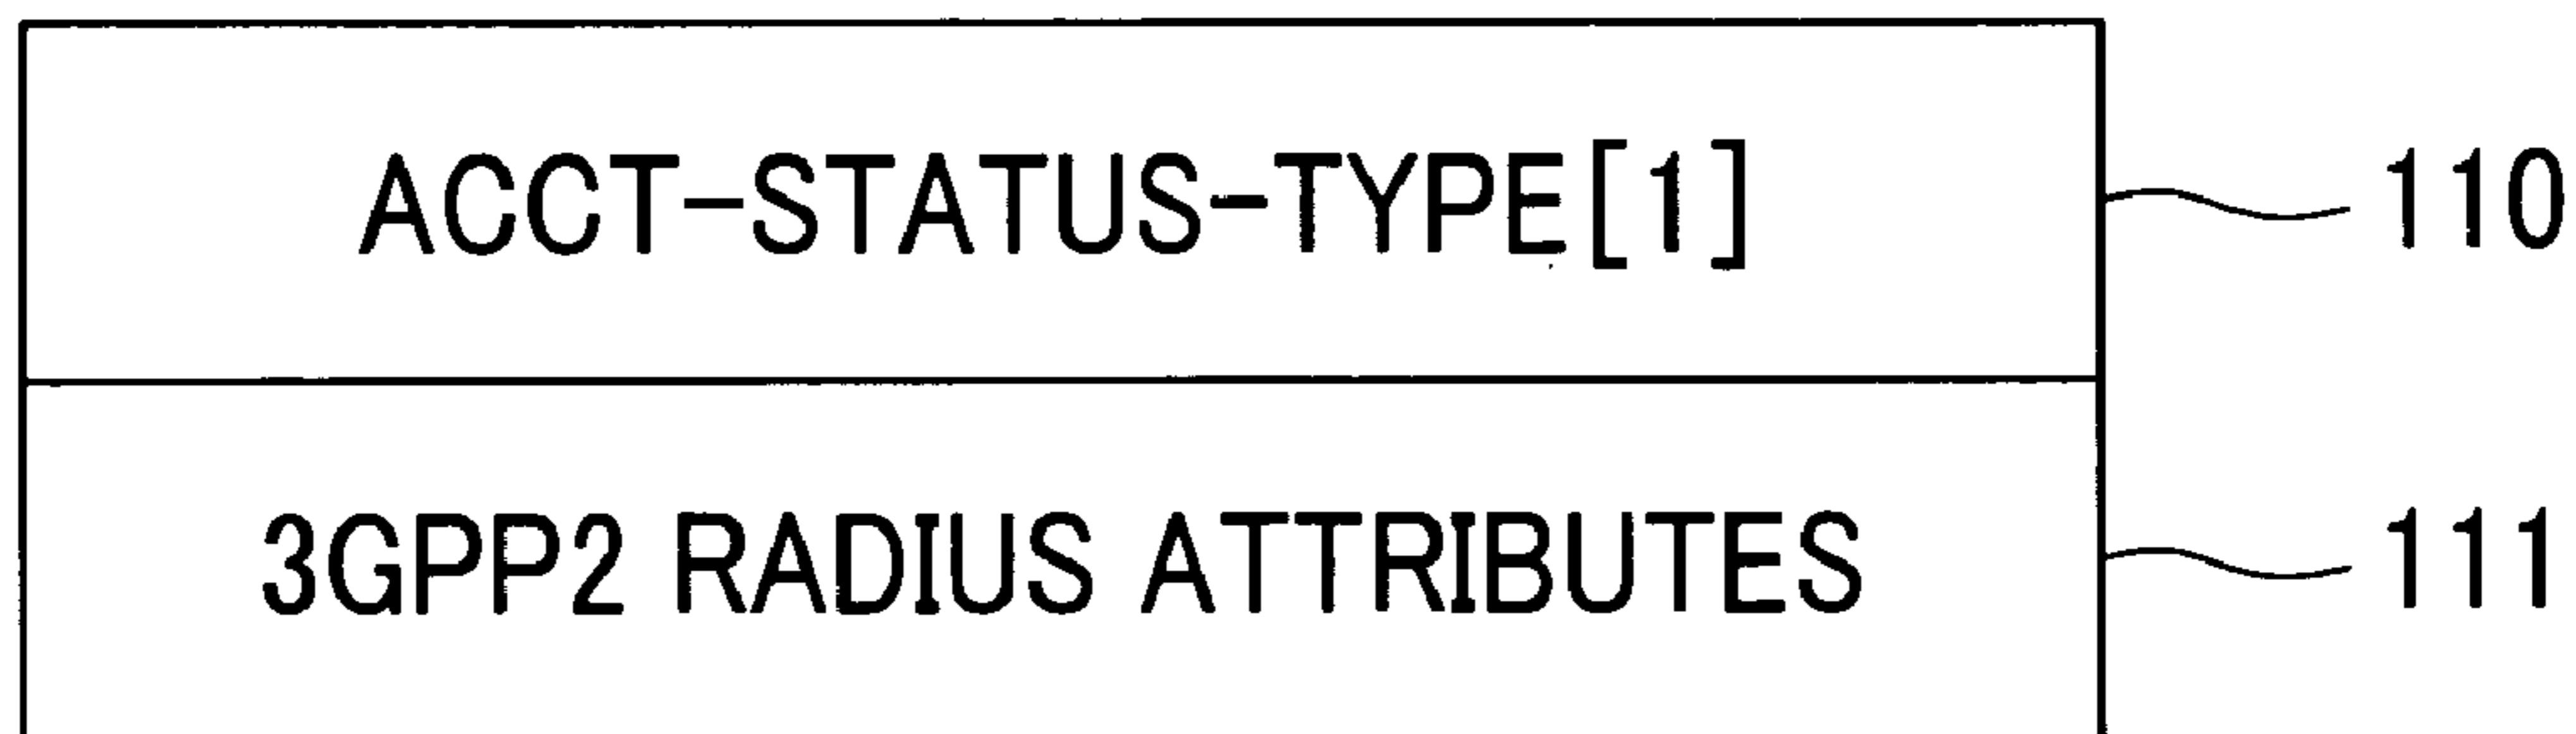 ACCT-STATUS-TYPE[1] 110
3GPP2 RADIUS ATTRIBUTES 111